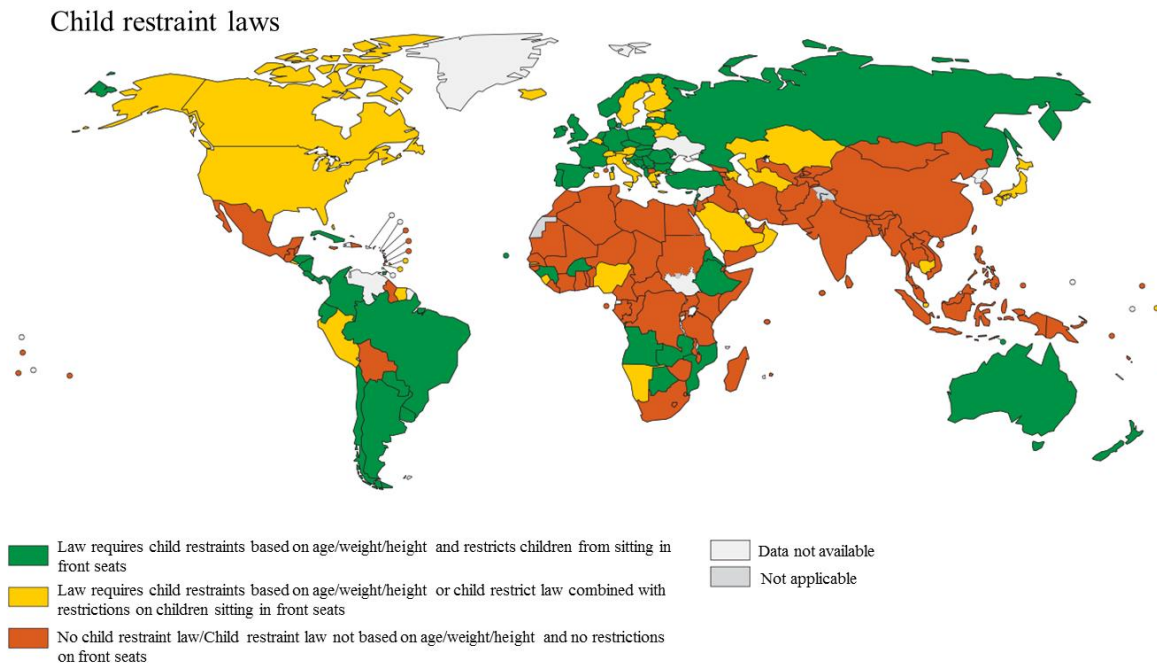 Child restraint laws
Law requires child restraints based on age/weight/height and restricts children from sitting in
front seats
Law requires child restraints based on age/weight/height or child restrict law combined with
restrictions on children sitting in front seats
No child restraint law/Child restraint law not based on age/weight/height and no restrictions
on front seats
Data not available
Not applicable